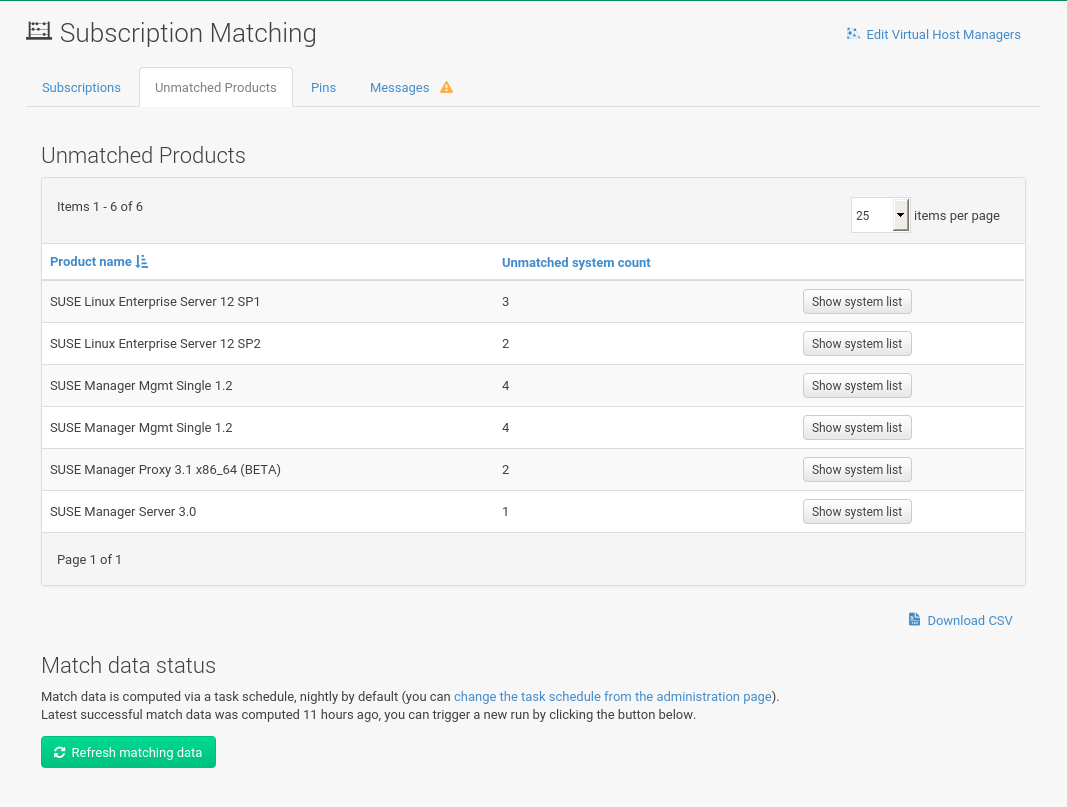 Subscription Matching
Edit Virtual Host Managers
Subscriptions Unmatched Products Pins Messages
Unmatched Products
Items 1 - 6 of 6
25 items per page
Product name Unmatched system count
SUSE Linux Enterprise Server 12 SP1 3 Show system list
SUSE Linux Enterprise Server 12 SP2 2 Show system list
SUSE Manager Mgmt Single 1.2 4 Show system list
SUSE Manager Mgmt Single 1.2 4 Show system list
SUSE Manager Proxy 3.1 x86_64 (BETA) 2 Show system list
SUSE Manager Server 3.0 1 Show system list
Page 1 of 1
Download CSV
Match data status
Match data is computed via a task schedule, nightly by default (you can change the task schedule from the administration page).
Latest successful match data was computed 11 hours ago, you can trigger a new run by clicking the button below.
Refresh matching data